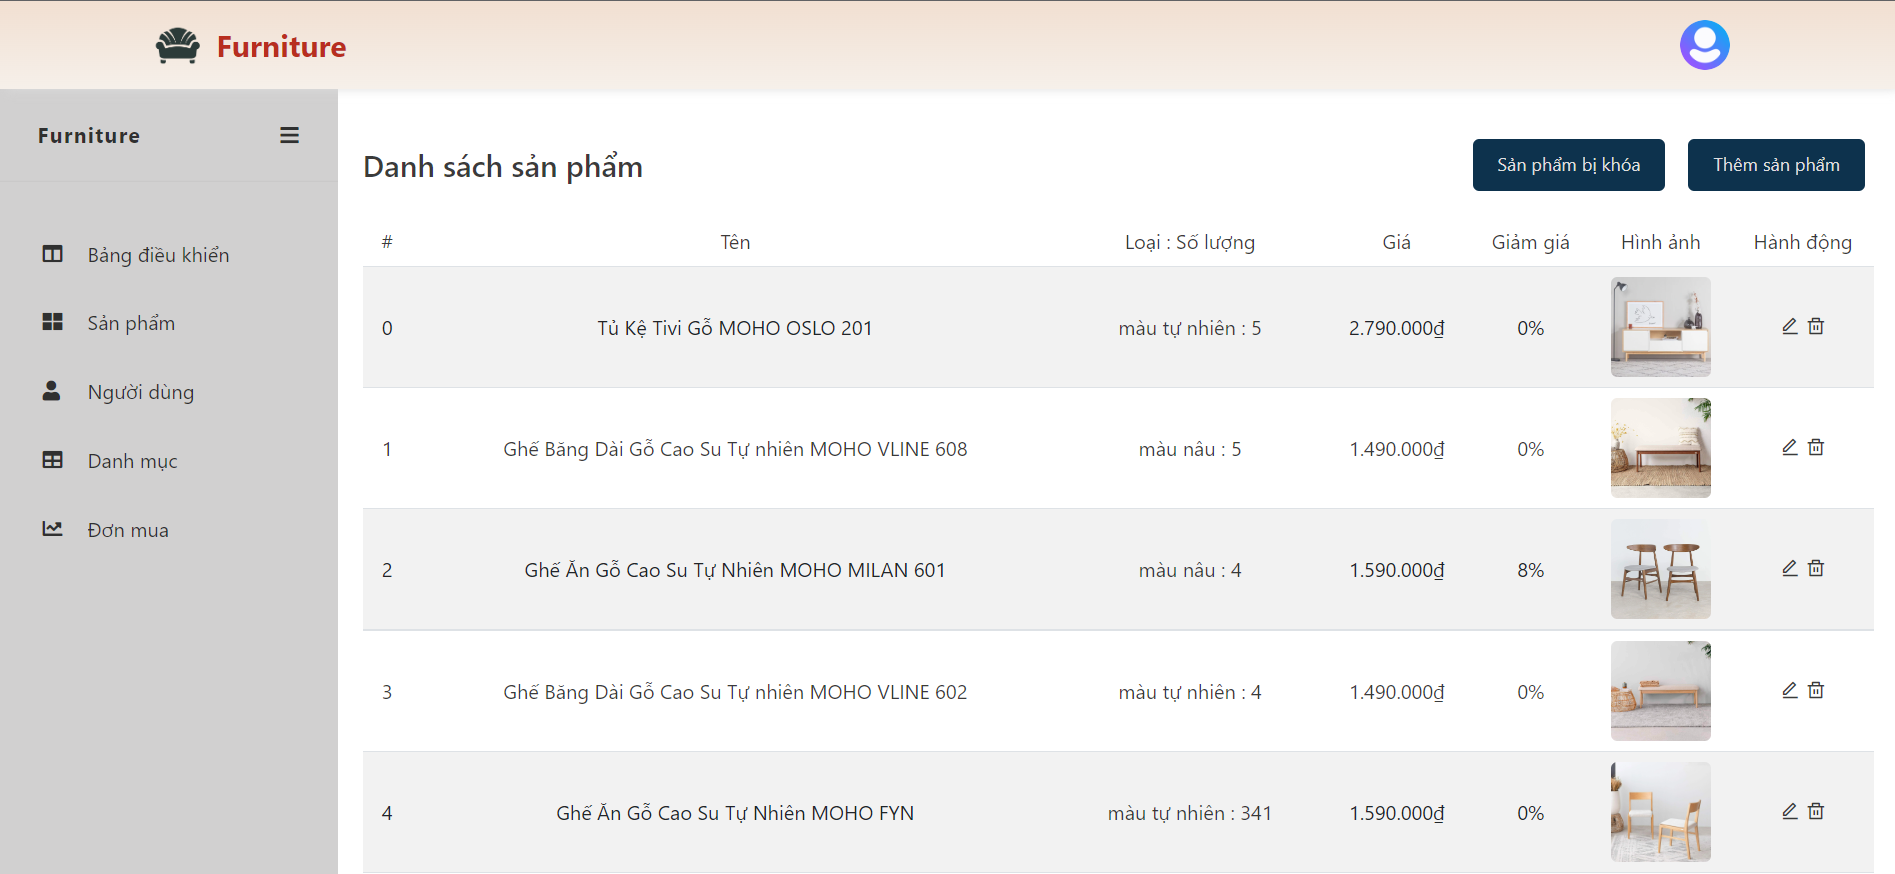 Furniture
Furniture
Bảng điều khiển
Sản phẩm
Người dùng
Danh mục
Đơn mua
Danh sách sản phẩm
Sản phẩm bị khóa
Thêm sản phẩm
# Tên Loại : Số lượng Giá Giảm giá Hình ảnh Hành động
0 Tủ Kệ Tivi Gỗ MOHO OSLO 201 màu tự nhiên : 5 2.790.000₫ 0%
1 Ghế Băng Dài Gỗ Cao Su Tự nhiên MOHO VLINE 608 màu nâu : 5 1.490.000₫ 0%
2 Ghế Ăn Gỗ Cao Su Tự Nhiên MOHO MILAN 601 màu nâu : 4 1.590.000₫ 8%
3 Ghế Băng Dài Gỗ Cao Su Tự nhiên MOHO VLINE 602 màu tự nhiên : 4 1.490.000₫ 0%
4 Ghế Ăn Gỗ Cao Su Tự Nhiên MOHO FYN màu tự nhiên : 341 1.590.000₫ 0%